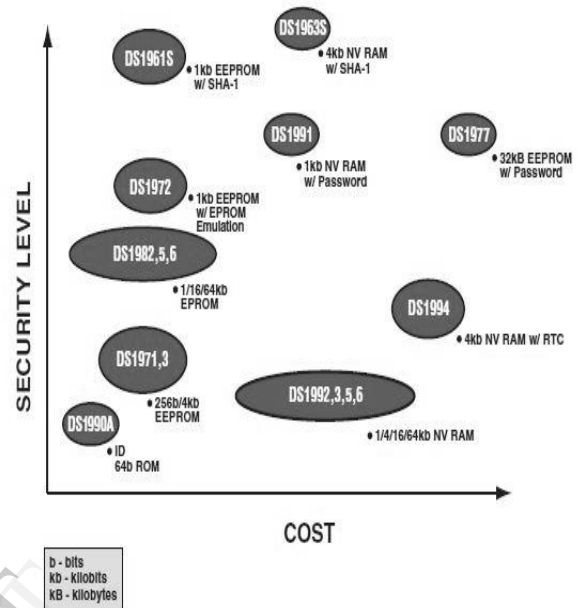 DS1963S
4kb NV RAM
w/ SHA-1
DS1961S
1kb EEPROM
w/ SHA-1
DS1991
1kb NV RAM
w/ Password
DS1977
32kB EEPROM
w/ Password
DS1972
1kb EEPROM
w/ EPROM
Emulation
DS1982,5,6
1/16/64kb
EPROM
DS1994
4kb NV RAM w/ RTC
DS1971,3
256b/4kb
EEPROM
DS1992,3,5,6
1/4/16/64kb NV RAM
DS1990A
ID
64b ROM
SECURITY LEVEL
COST
b - bits
kb - kilobits
kB - kilobytes